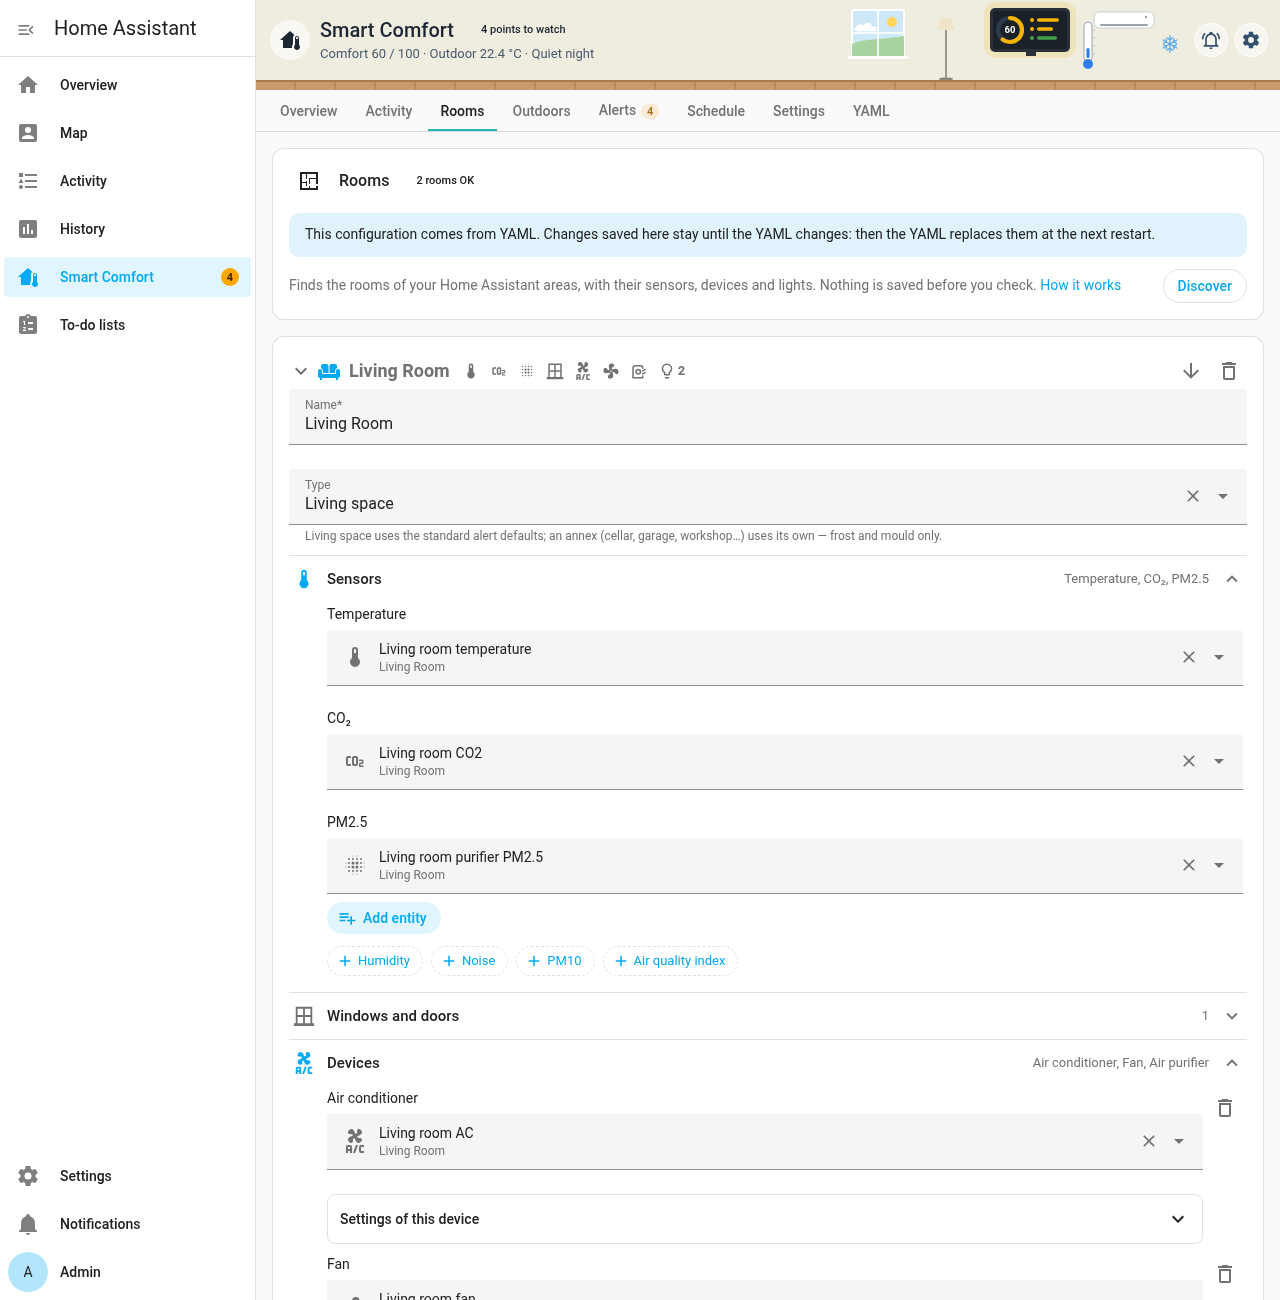 Home Assistant
Overview
Map
Activity
History
Smart Comfort 4
To-do lists
Settings
Notifications
A Admin
Smart Comfort 4 points to watch
Comfort 60 / 100 · Outdoor 22.4 °C · Quiet night
60
Overview Activity Rooms Outdoors Alerts 4 Schedule Settings YAML
Rooms 2 rooms OK
This configuration comes from YAML. Changes saved here stay until the YAML changes: then the YAML replaces them at the next restart.
Finds the rooms of your Home Assistant areas, with their sensors, devices and lights. Nothing is saved before you check. How it works Discover
Living Room CO₂ A/C 2
Name*
Living Room
Type
Living space
Living space uses the standard alert defaults; an annex (cellar, garage, workshop…) uses its own — frost and mould only.
Sensors Temperature, CO₂, PM2.5
Temperature
Living room temperature
Living Room
CO₂
CO₂ Living room CO2
Living Room
PM2.5
Living room purifier PM2.5
Living Room
Add entity
Humidity Noise PM10 Air quality index
Windows and doors 1
A/C Devices Air conditioner, Fan, Air purifier
Air conditioner
A/C Living room AC
Living Room
Settings of this device
Fan
Living room fan